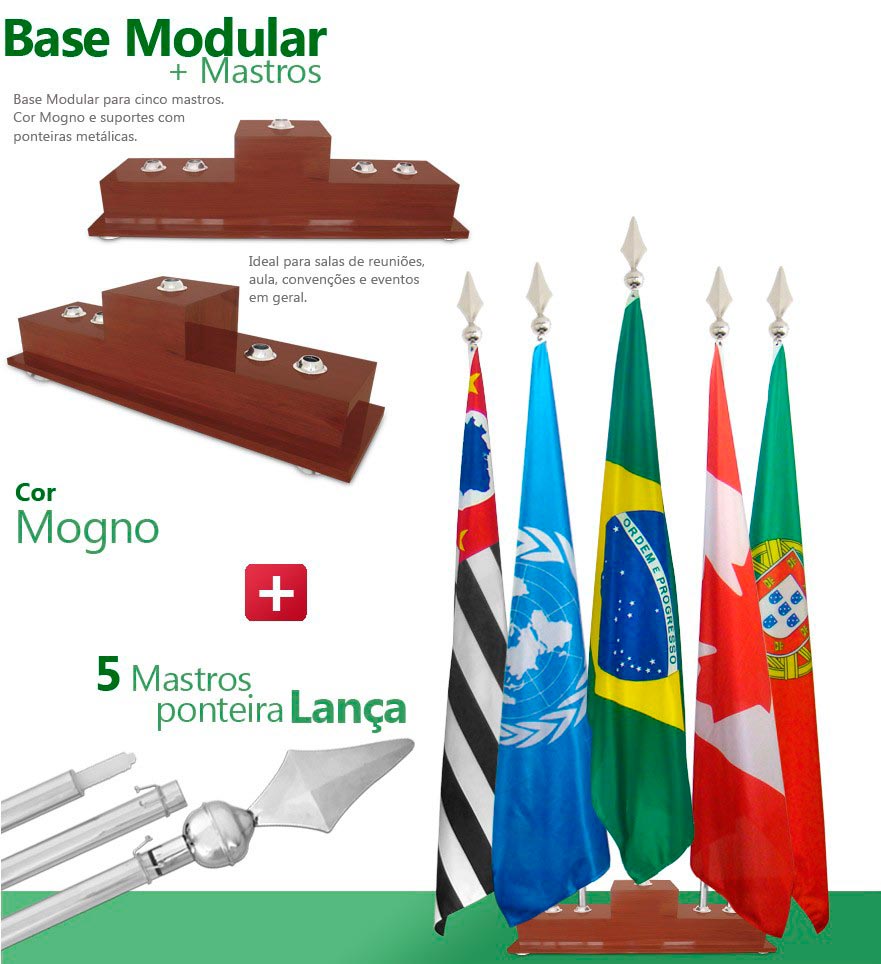 Base Modular
+ Mastros
Base Modular para cinco mastros.
Cor Mogno e suportes com
ponteiras metálicas.
Ideal para salas de reuniões,
aula, convenções e eventos
em geral.
Cor
Mogno
+
5 Mastros
ponteira Lança
ORDEM E PROGRESSO